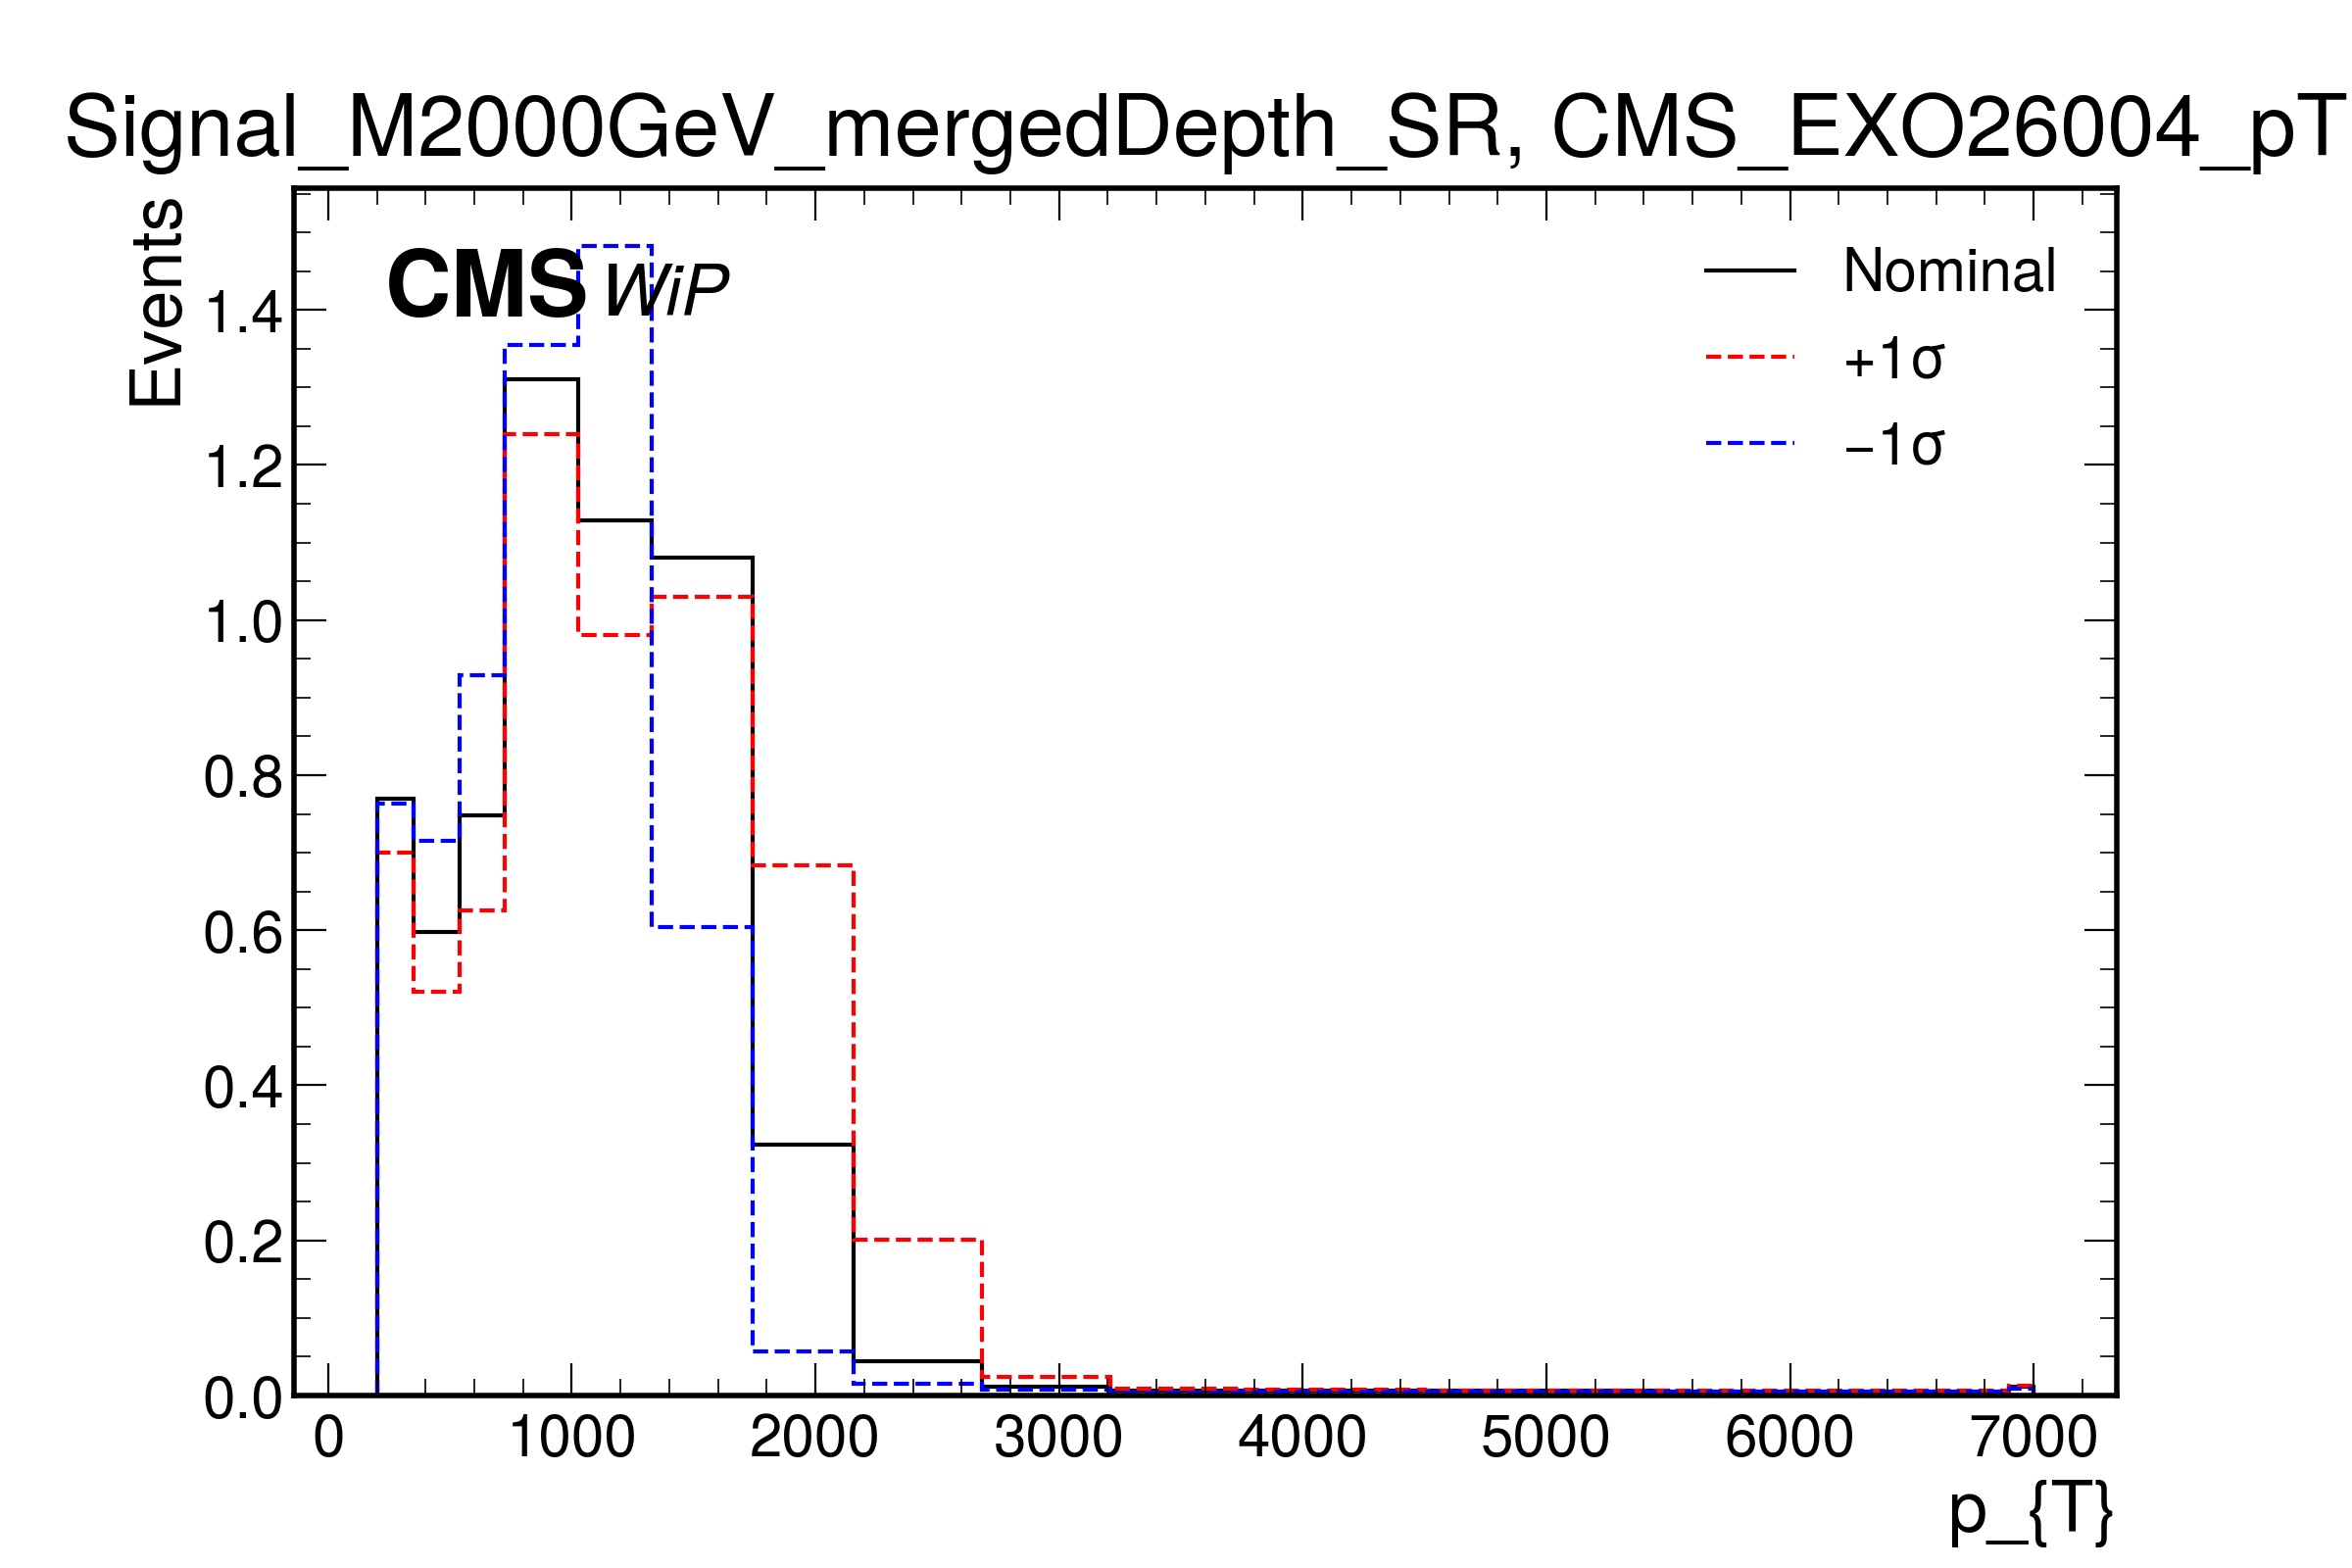 Signal_M2000GeV_mergedDepth_SR, CMS_EXO26004_pT
Events
CMS WiP
Nominal
+1σ
−1σ
1.4
1.2
1.0
0.8
0.6
0.4
0.2
0.0
0 1000 2000 3000 4000 5000 6000 7000
p_{T}